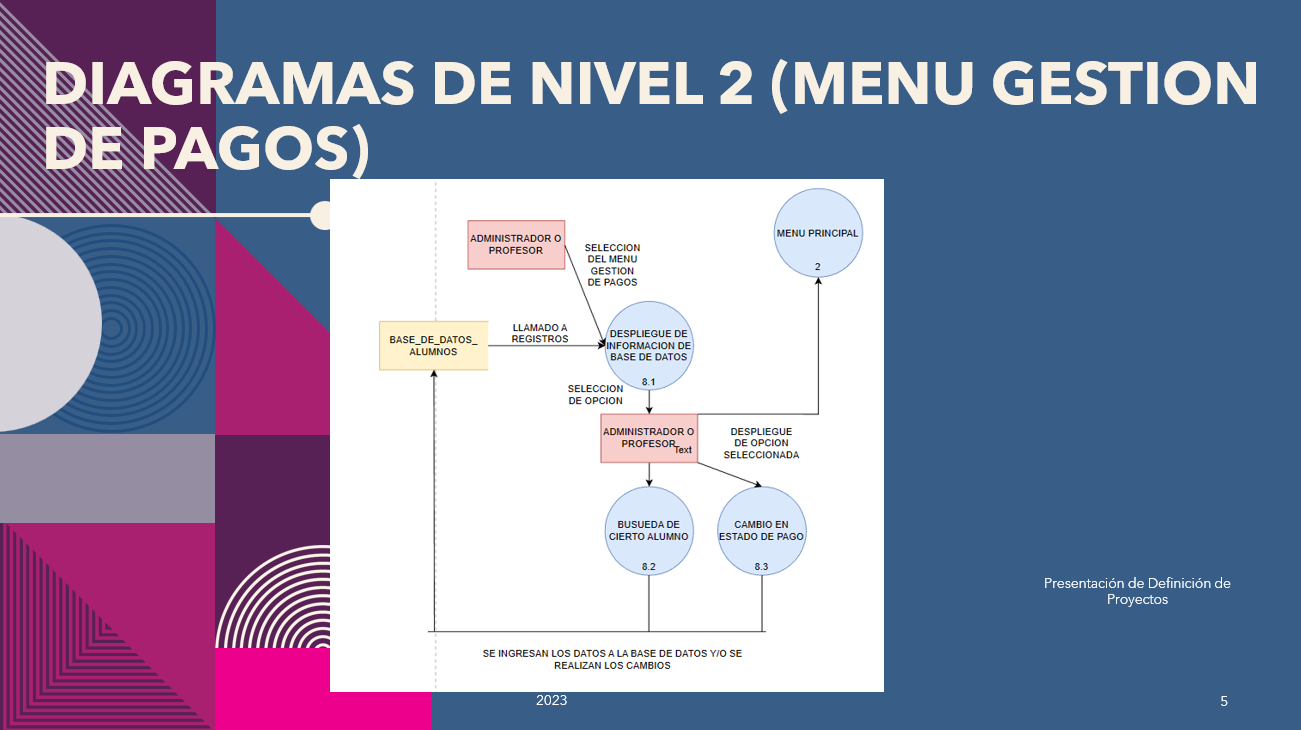 DIAGRAMAS DE NIVEL 2 (MENU GESTION
DE PAGOS)
ADMINISTRADOR O
PROFESOR
SELECCION
DEL MENU
GESTION
DE PAGOS
MENU PRINCIPAL
2
BASE_DE_DATOS_
ALUMNOS
LLAMADO A
REGISTROS
DESPLIEGUE DE
INFORMACION DE
BASE DE DATOS
8.1
SELECCION
DE OPCION
ADMINISTRADOR O
PROFESOR
Text
DESPLIEGUE
DE OPCION
SELECCIONADA
BUSUEDA DE
CIERTO ALUMNO
8.2
CAMBIO EN
ESTADO DE PAGO
8.3
SE INGRESAN LOS DATOS A LA BASE DE DATOS Y/O SE
REALIZAN LOS CAMBIOS
Presentación de Definición de
Proyectos
2023
5